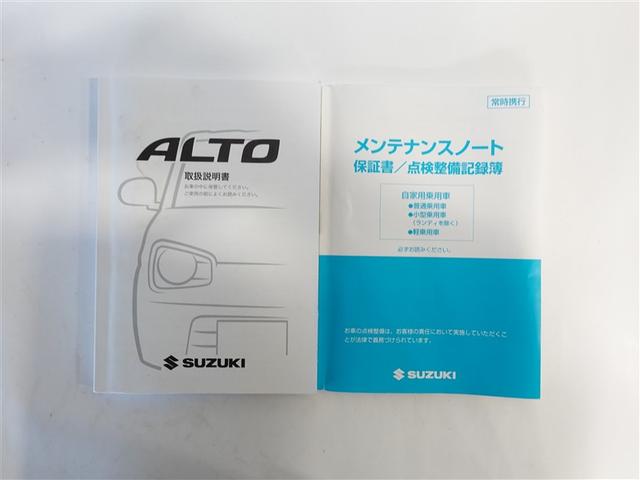 ALTO
取扱説明書
お車の中に保管してください。
ご使用の前によくお読みください。
SUZUKI
常時携行
メンテナンスノート
保証書／点検整備記録簿
自家用乗用車
●普通乗用車
●小型乗用車
（ランディを除く）
●軽乗用車
必ずお読みください。
お車の点検整備は、お客様の責任において実施していただくこ
とが法律で義務づけられています。
SUZUKI